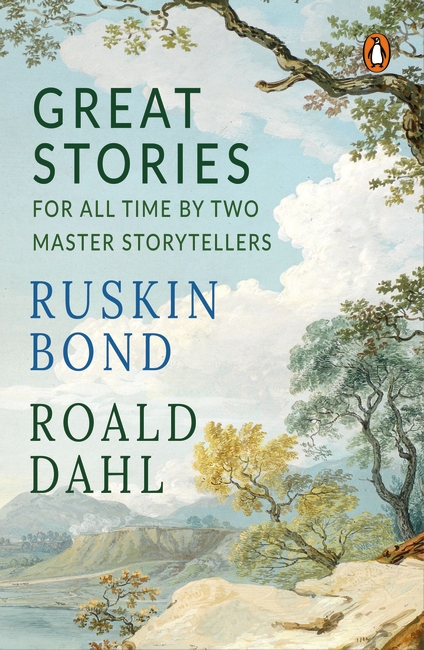 GREAT
STORIES
FOR ALL TIME BY TWO
MASTER STORYTELLERS
RUSKIN
BOND
ROALD
DAHL